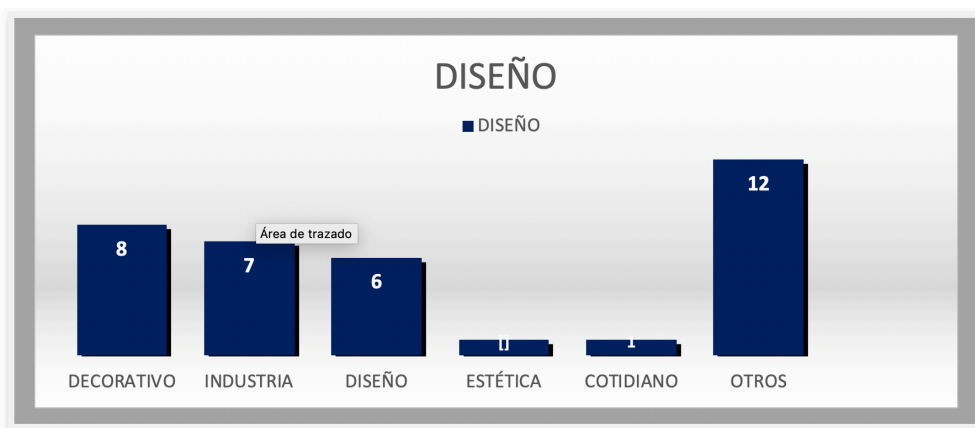 DISEÑO
DISEÑO
12
Área de trazado
8
7
6
1
DECORATIVO INDUSTRIA DISEÑO ESTÉTICA COTIDIANO OTROS